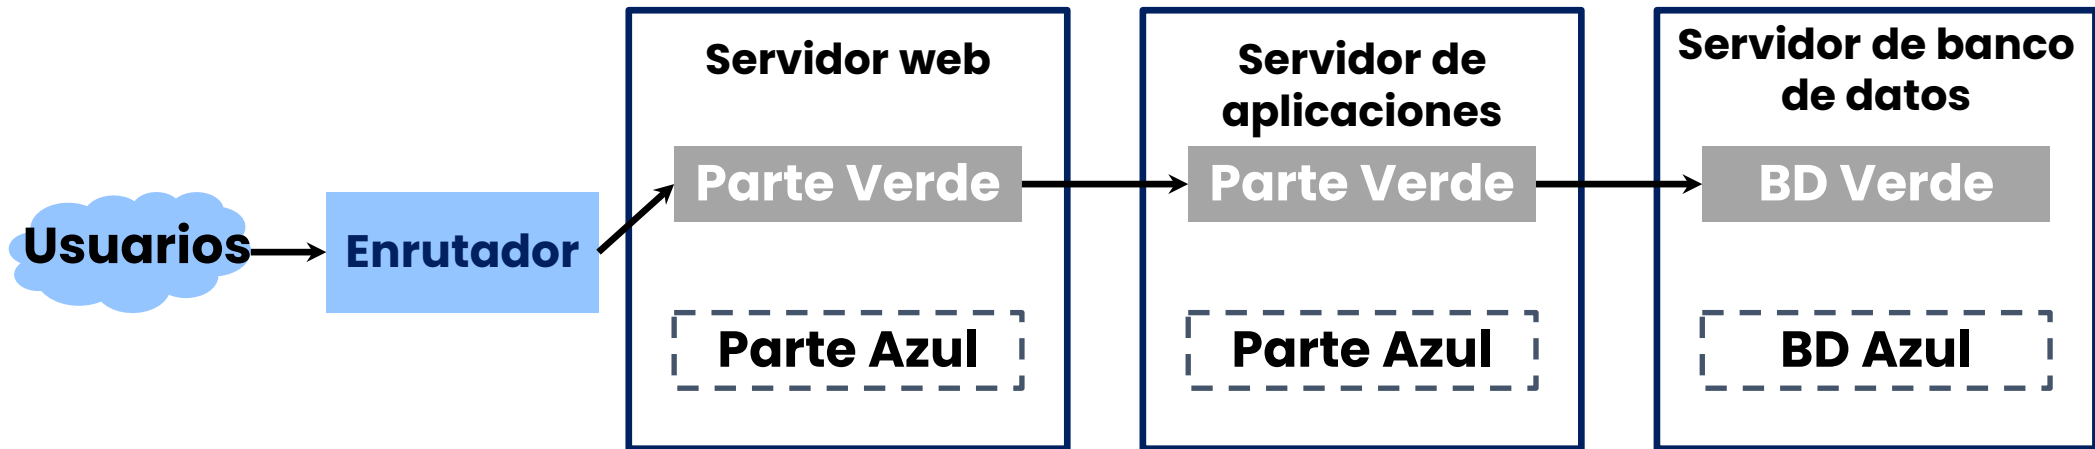 Servidor web
Servidor de
aplicaciones
Servidor de banco
de datos
Usuarios
Enrutador
Parte Verde
Parte Verde
BD Verde
Parte Azul
Parte Azul
BD Azul